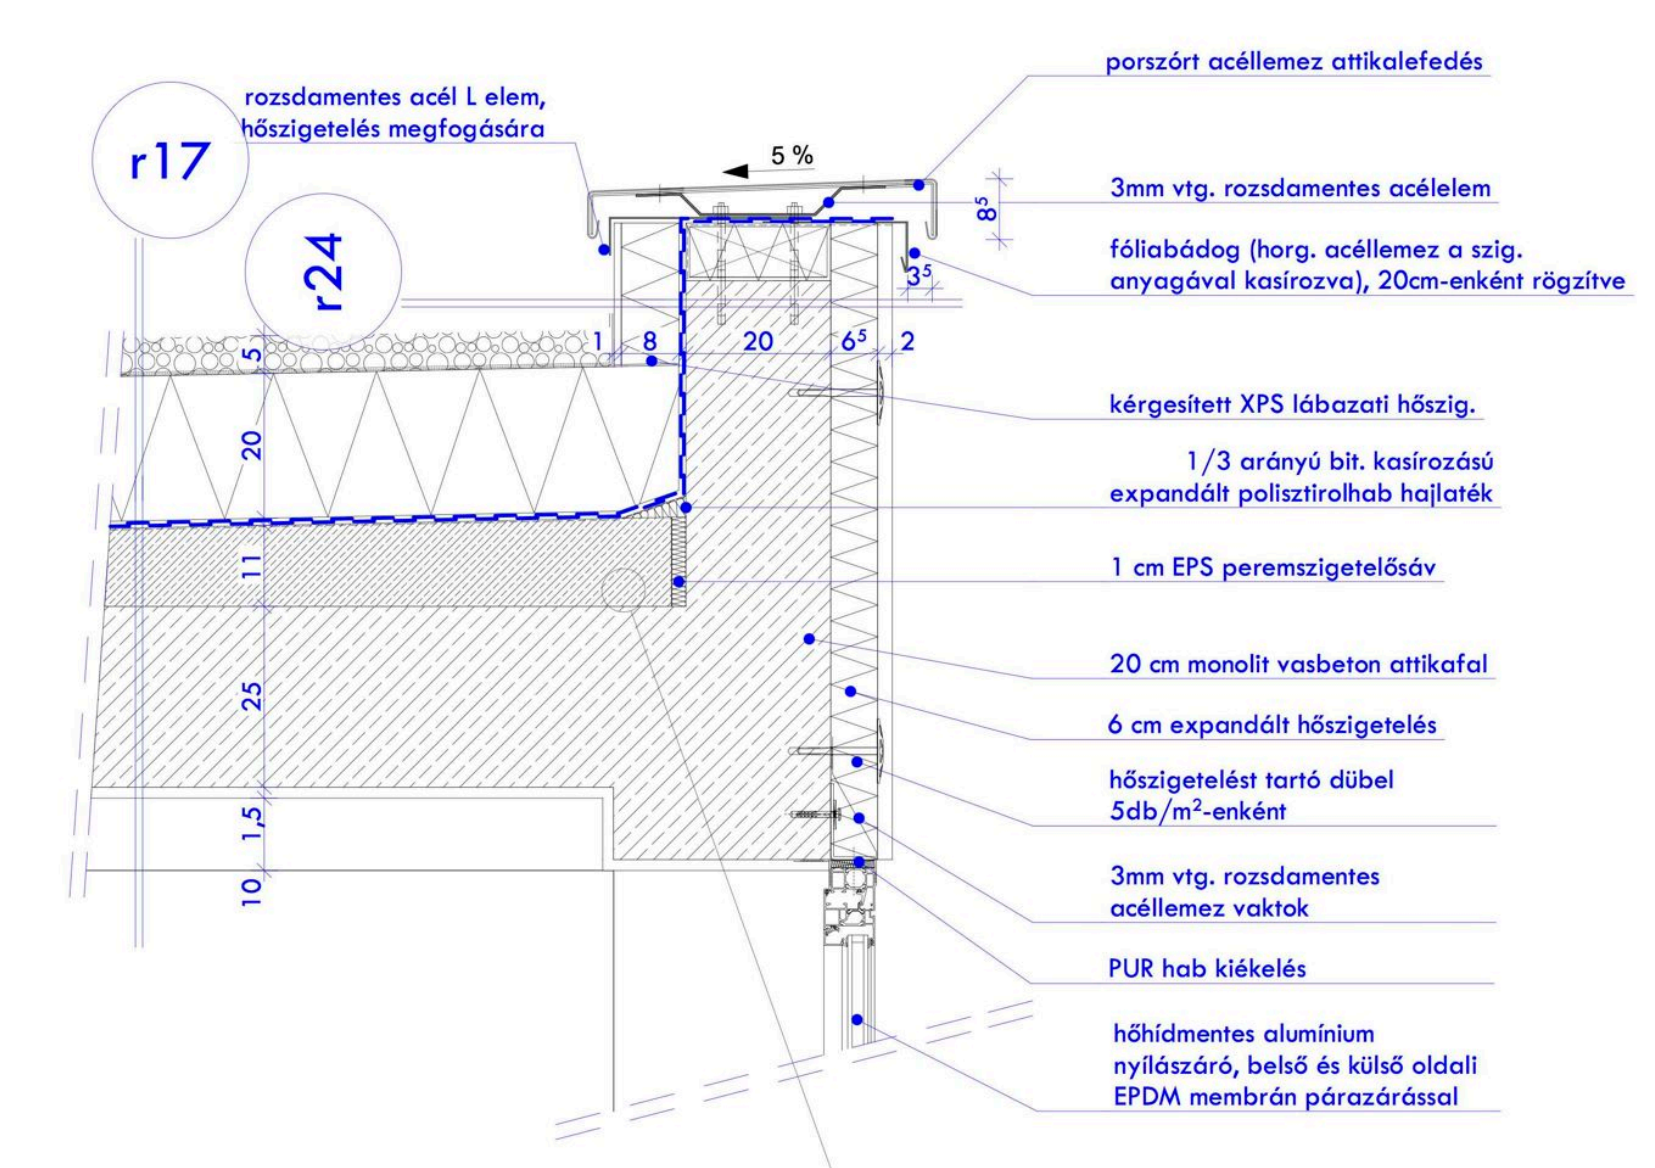 porszórt acéllemez attikalefedés
rozsdamentes acél L elem,
hőszigetelés megfogására
r17
5 %
3mm vtg. rozsdamentes acélelem
8⁵
r24
fóliabádog (horg. acéllemez a szig.
anyagával kasírozva), 20cm-enként rögzítve
3⁵
1 8 20 6⁵ 2
5
kérgesített XPS lábazati hőszig.
20
1/3 arányú bit. kasírozású
expandált polisztirolhab hajlaték
11
1 cm EPS peremszigetelősáv
20 cm monolit vasbeton attikafal
25
6 cm expandált hőszigetelés
hőszigetelést tartó dübel
5db/m²-enként
1,5
10
3mm vtg. rozsdamentes
acéllemez vaktok
PUR hab kiékelés
hőhídmentes alumínium
nyílászáró, belső és külső oldali
EPDM membrán párazárással